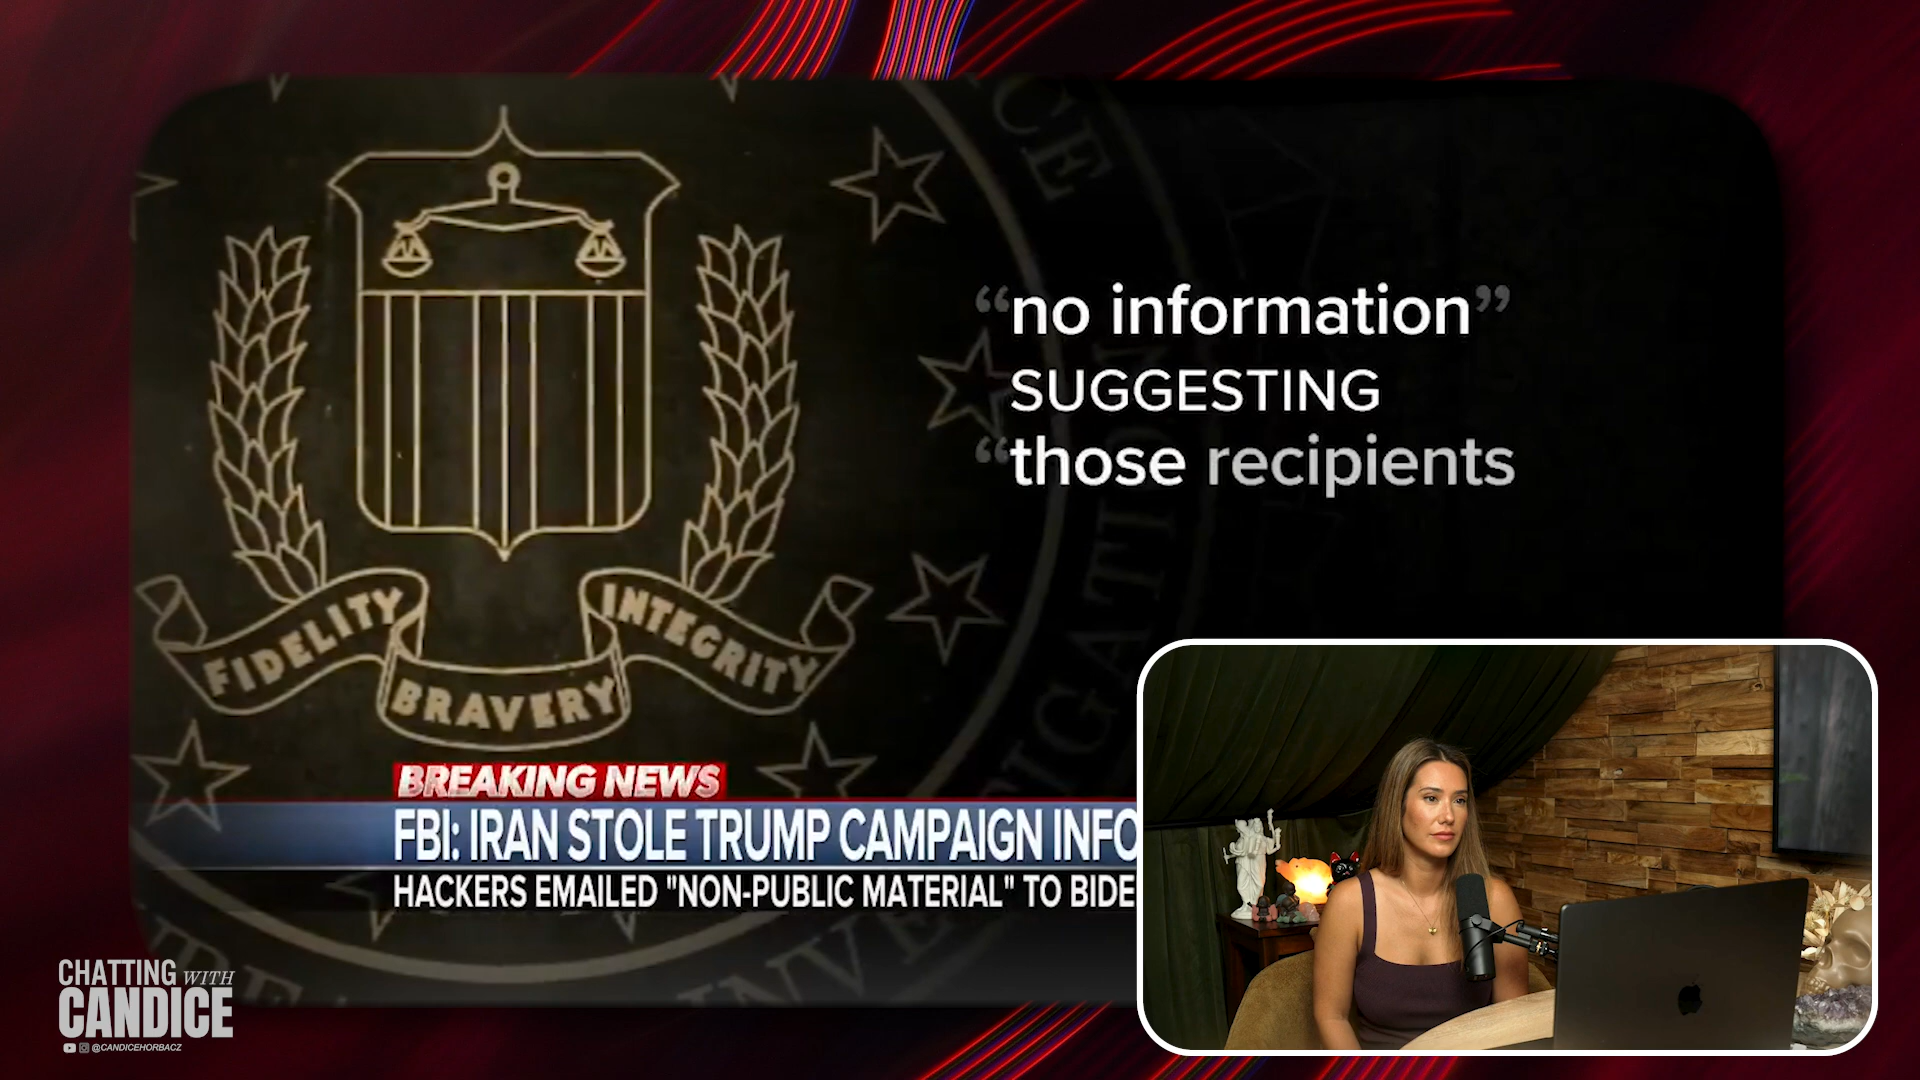 “no information”
SUGGESTING
“those recipients
FIDELITY
BRAVERY
INTEGRITY
BREAKING NEWS
FBI: IRAN STOLE TRUMP CAMPAIGN INFO
HACKERS EMAILED "NON-PUBLIC MATERIAL" TO BIDE
CHATTING WITH
CANDICE
@CANDICEHORBACZ